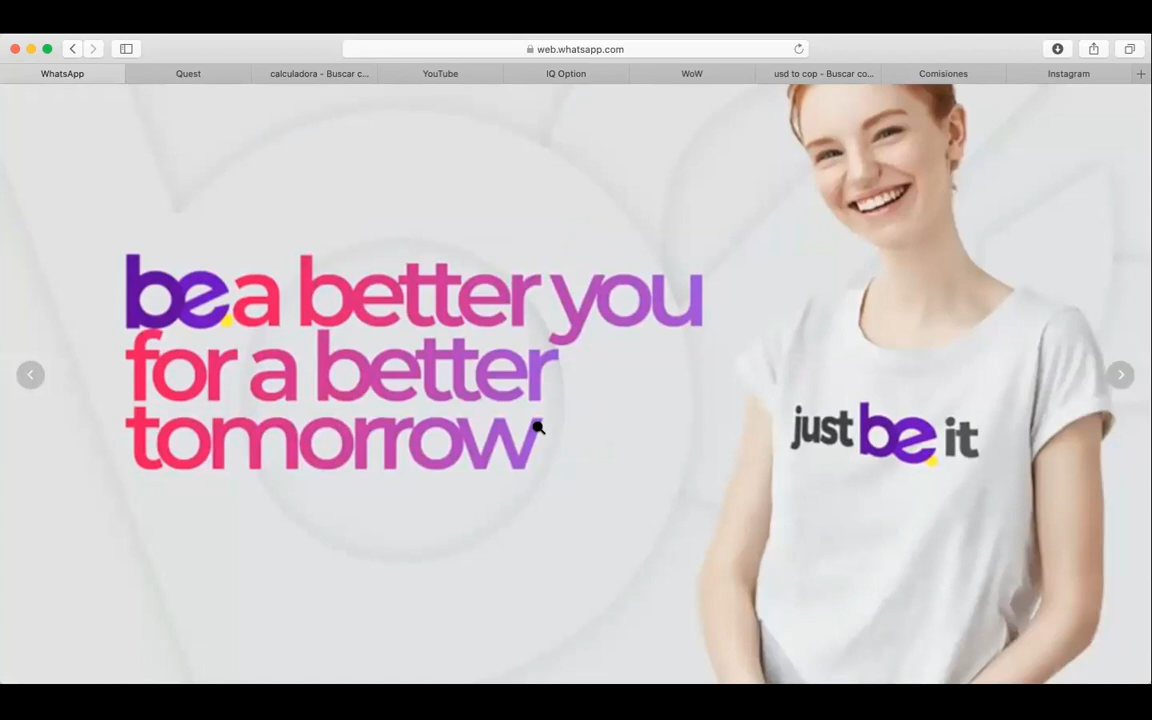 web.whatsapp.com
WhatsApp
Quest
calculadora - Buscar c...
YouTube
IQ Option
WoW
usd to cop - Buscar co...
Comisiones
Instagram
be.a better you
for a better
tomorrow
just be. it